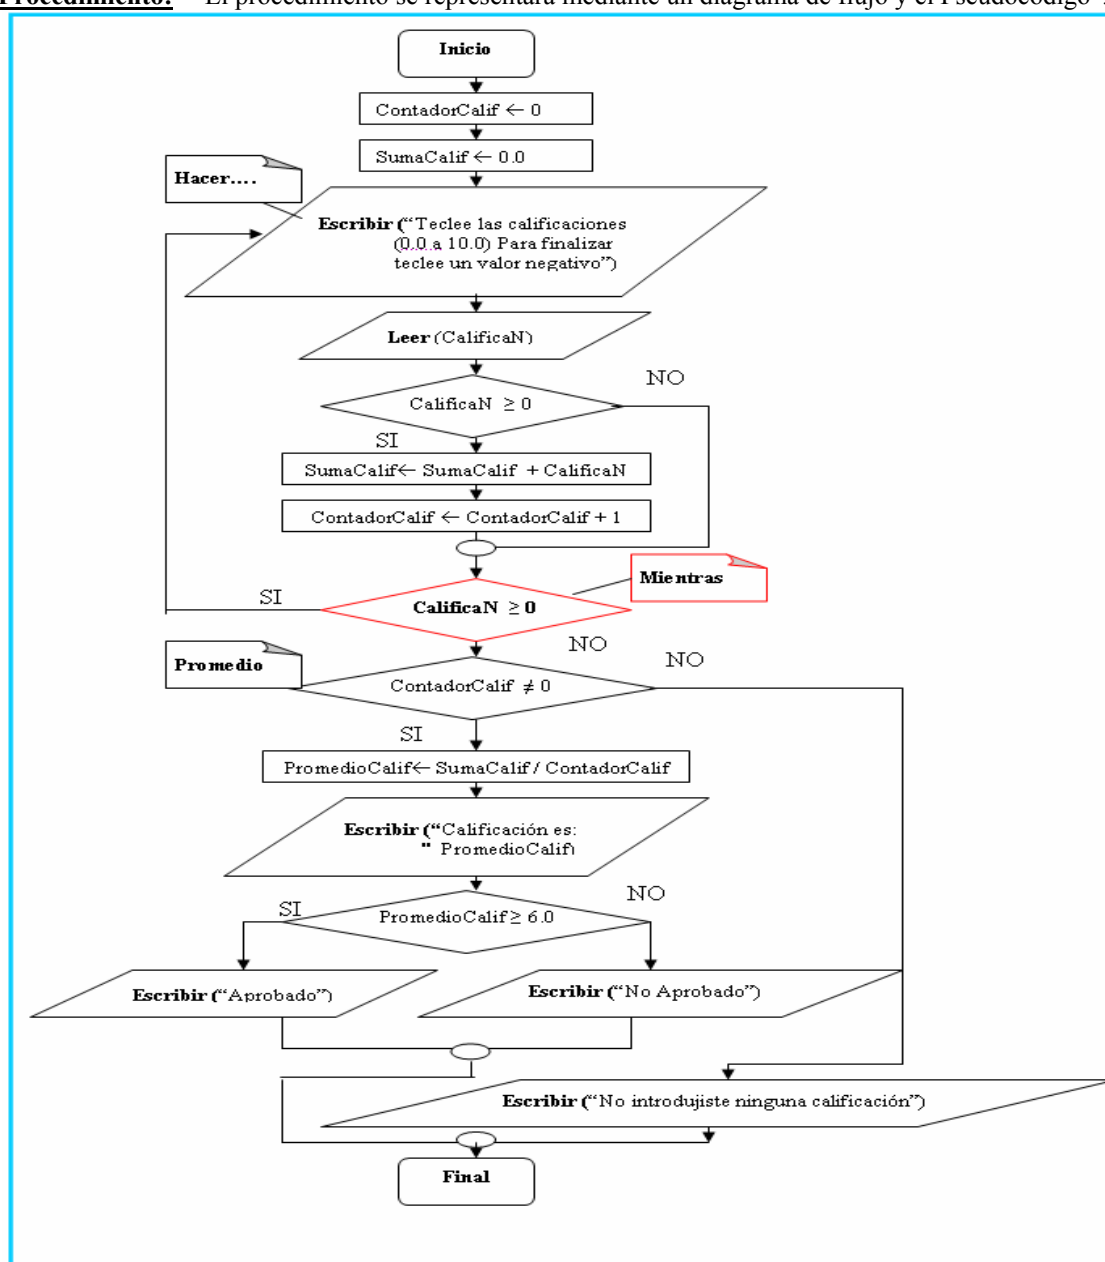 Procedimiento: El procedimiento se representará mediante un diagrama de flujo y el Pseudocódigo
Inicio
ContadorCalif ← 0
SumaCalif ← 0.0
Hacer....
Escribir (“Teclee las calificaciones
(0.0 a 10.0) Para finalizar
teclee un valor negativo”)
Leer (CalificaN)
NO
CalificaN ≥ 0
SI
SumaCalif← SumaCalif + CalificaN
ContadorCalif ← ContadorCalif + 1
Mientras
SI
CalificaN ≥ 0
NO
NO
Promedio
ContadorCalif ≠ 0
SI
PromedioCalif← SumaCalif / ContadorCalif
Escribir (“Calificación es:
" PromedioCalif)
NO
SI
PromedioCalif ≥ 6.0
Escribir (“Aprobado”)
Escribir (“No Aprobado”)
Escribir (“No introdujiste ninguna calificación”)
Final